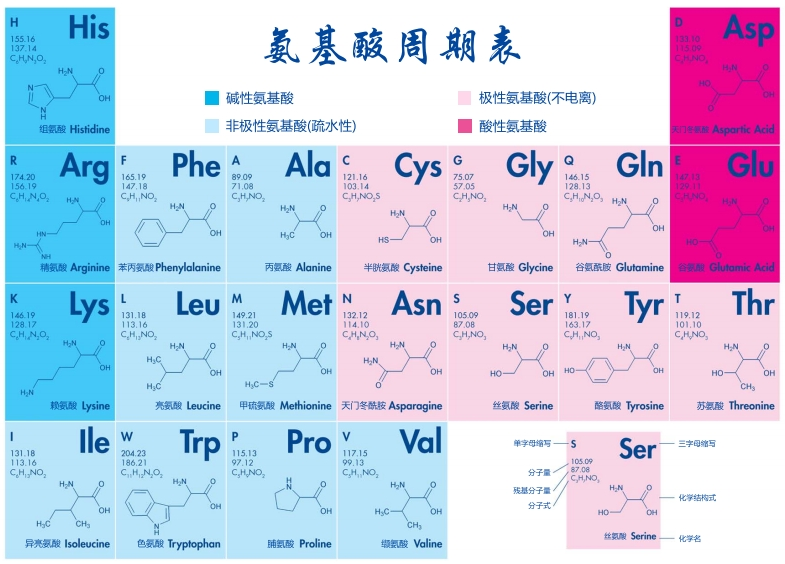 氨基酸周期表
碱性氨基酸
极性氨基酸(不电离)
非极性氨基酸(疏水性)
酸性氨基酸
H His
155.16
137.14
C₆H₉N₃O₂
组氨酸 Histidine
D Asp
133.10
115.09
C₄H₇NO₄
天门冬氨酸 Aspartic Acid
R Arg
174.20
156.19
C₆H₁₄N₄O₂
精氨酸 Arginine
F Phe
165.19
147.18
C₉H₁₁NO₂
苯丙氨酸 Phenylalanine
A Ala
89.09
71.08
C₃H₇NO₂
丙氨酸 Alanine
C Cys
121.16
103.14
C₃H₇NO₂S
半胱氨酸 Cysteine
G Gly
75.07
57.05
C₂H₅NO₂
甘氨酸 Glycine
Q Gln
146.15
128.13
C₅H₁₀N₂O₃
谷氨酰胺 Glutamine
E Glu
147.13
129.11
谷氨酸 Glutamic Acid
K Lys
146.19
128.17
C₆H₁₄N₂O₂
赖氨酸 Lysine
L Leu
131.18
113.16
C₆H₁₃NO₂
亮氨酸 Leucine
M Met
149.21
131.20
C₅H₁₁NO₂S
甲硫氨酸 Methionine
N Asn
132.12
114.10
C₄H₈N₂O₃
天门冬酰胺 Asparagine
S Ser
105.09
87.08
C₃H₇NO₃
丝氨酸 Serine
Y Tyr
181.19
163.17
C₉H₁₁NO₃
酪氨酸 Tyrosine
T Thr
119.12
101.10
C₄H₉NO₃
苏氨酸 Threonine
I Ile
131.18
113.16
C₆H₁₃NO₂
异亮氨酸 Isoleucine
W Trp
204.23
186.21
C₁₁H₁₂N₂O₂
色氨酸 Tryptophan
P Pro
115.13
97.12
C₅H₉NO₂
脯氨酸 Proline
V Val
117.15
99.13
C₅H₁₁NO₂
缬氨酸 Valine
单字母缩写 S Ser 三字母缩写
分子量 105.09
残基分子量 87.08
分子式 C₃H₇NO₃
化学结构式
丝氨酸 Serine 化学名